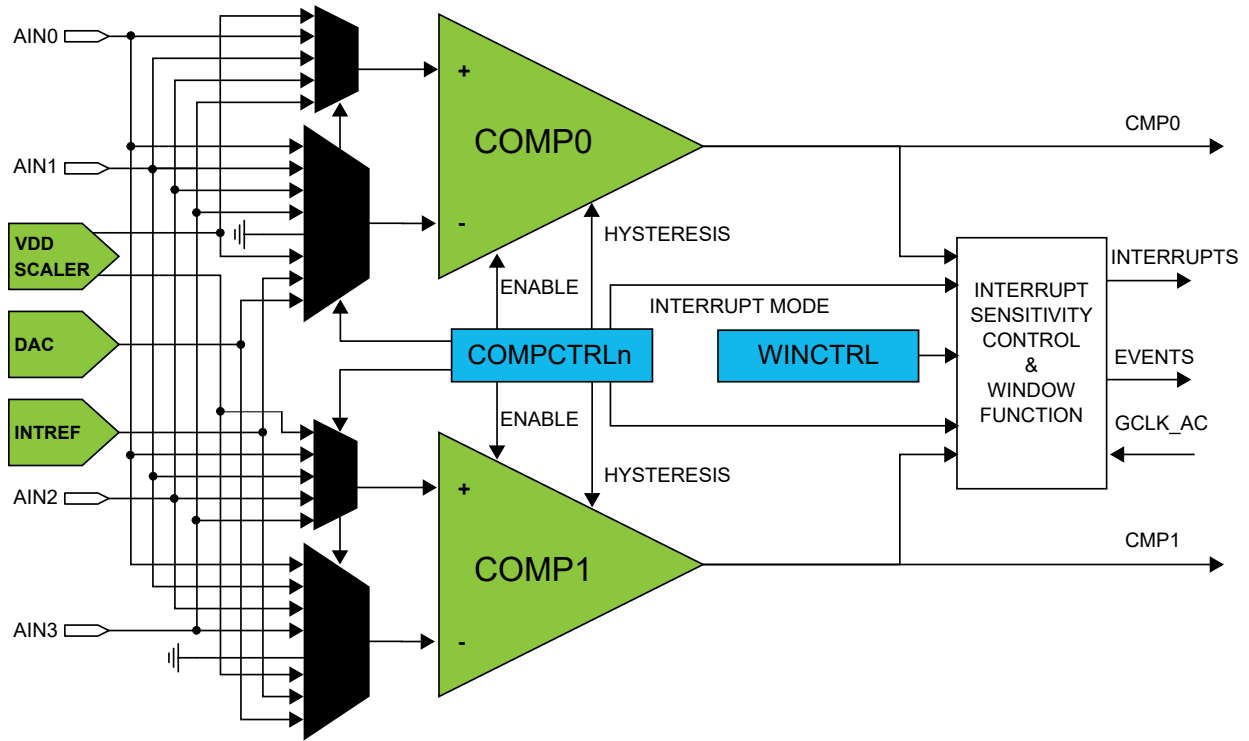 AIN0
+
COMP0
CMP0
AIN1
-
HYSTERESIS
VDD
SCALER
ENABLE
INTERRUPTS
INTERRUPT MODE
INTERRUPT
SENSITIVITY
CONTROL
&
WINDOW
FUNCTION
DAC
COMPCTRLn
WINCTRL
EVENTS
ENABLE
GCLK_AC
INTREF
HYSTERESIS
AIN2
+
COMP1
CMP1
AIN3
-